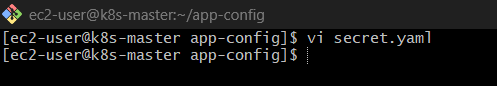 ec2-user@k8s-master:~/app-config
[ec2-user@k8s-master app-config]$ vi secret.yaml
[ec2-user@k8s-master app-config]$